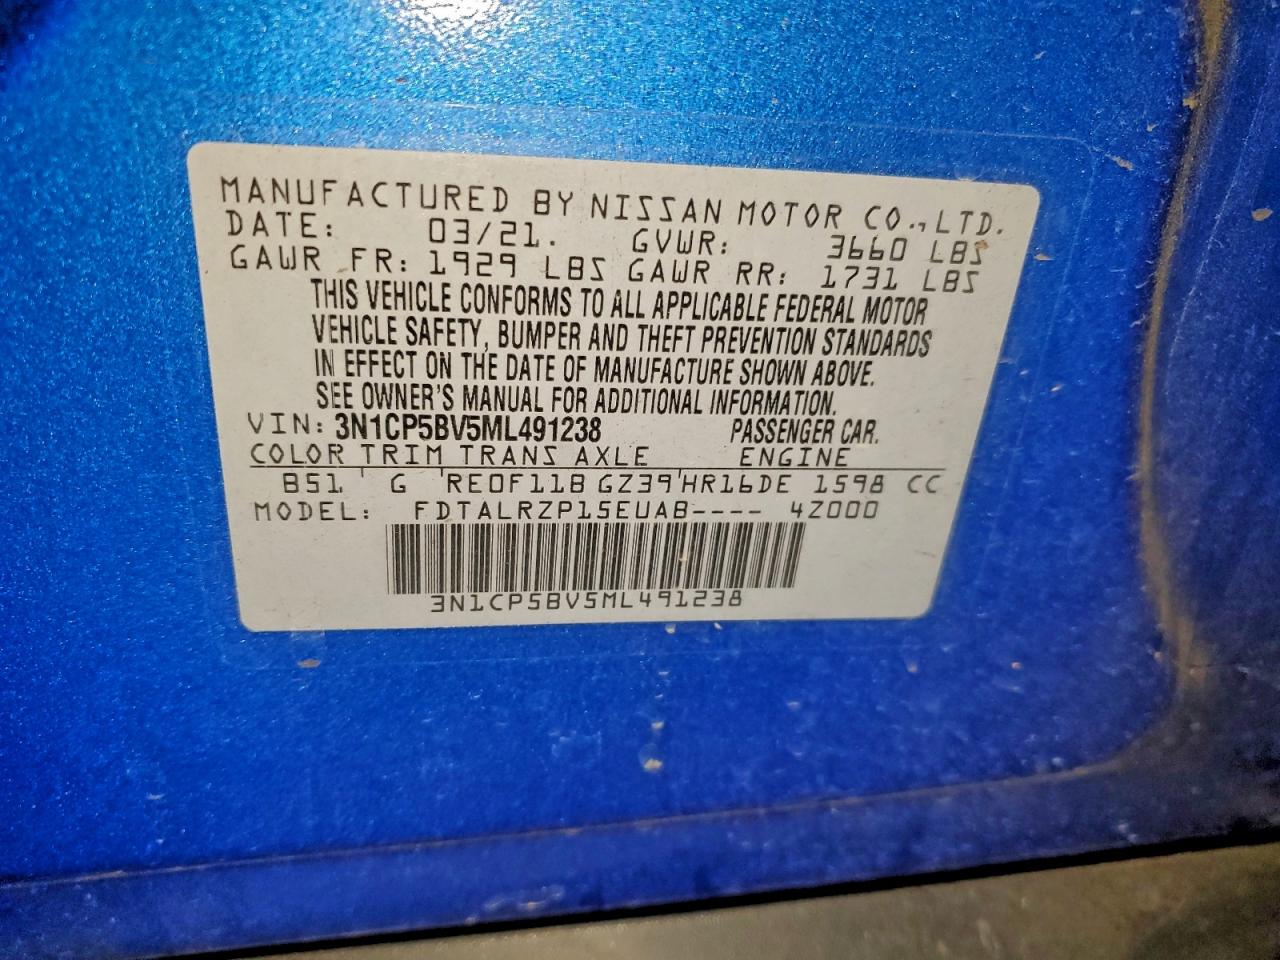 MANUFACTURED BY NISSAN MOTOR CO., LTD.
DATE: 03/21. GVWR: 3660 LBS
GAWR FR: 1929 LBS GAWR RR: 1731 LBS
THIS VEHICLE CONFORMS TO ALL APPLICABLE FEDERAL MOTOR
VEHICLE SAFETY, BUMPER AND THEFT PREVENTION STANDARDS
IN EFFECT ON THE DATE OF MANUFACTURE SHOWN ABOVE.
SEE OWNER'S MANUAL FOR ADDITIONAL INFORMATION.
VIN: 3N1CP5BV5ML491238 PASSENGER CAR.
COLOR TRIM TRANS AXLE ENGINE
B51 G RE0F11B GZ39 HR16DE 1598 CC
MODEL: FDTALRZP15EUAB---- 4Z000
3N1CP5BV5ML491238